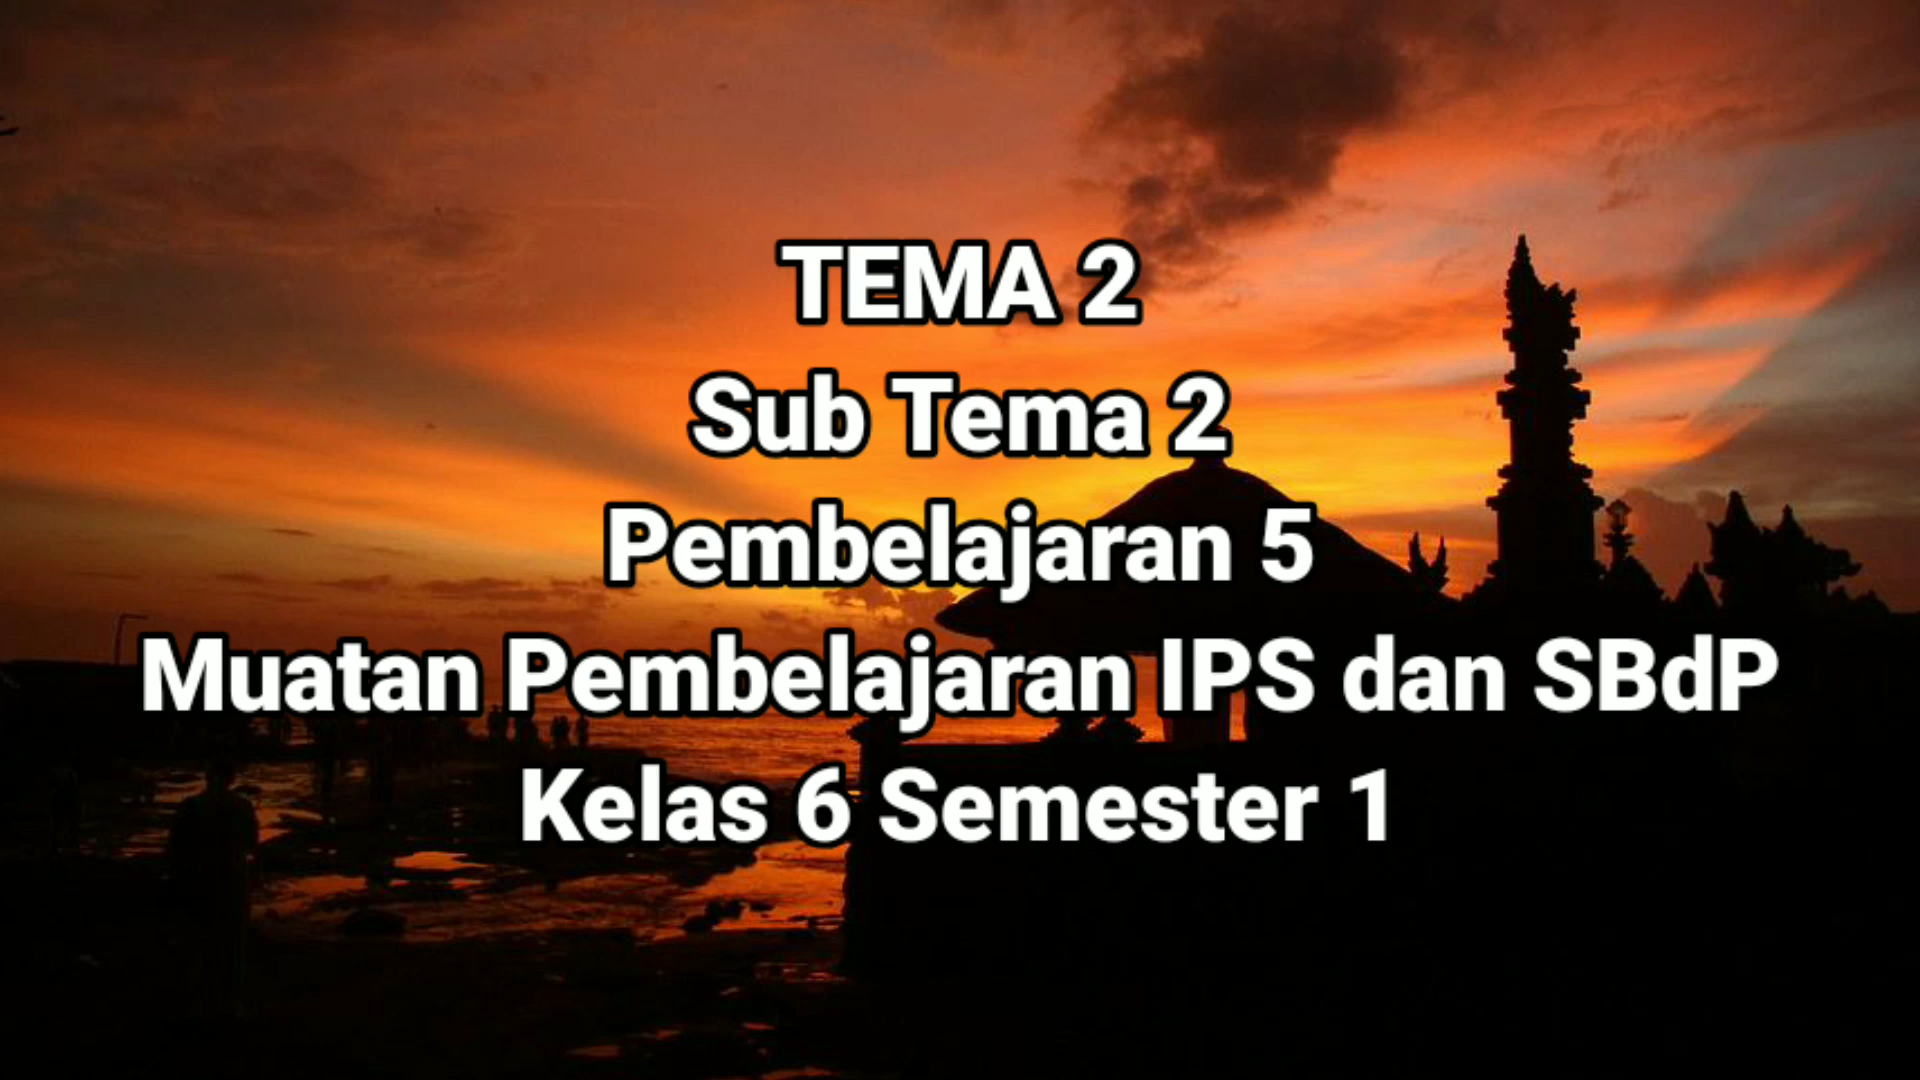 TEMA 2
Sub Tema 2
Pembelajaran 5
Muatan Pembelajaran IPS dan SBdP
Kelas 6 Semester 1